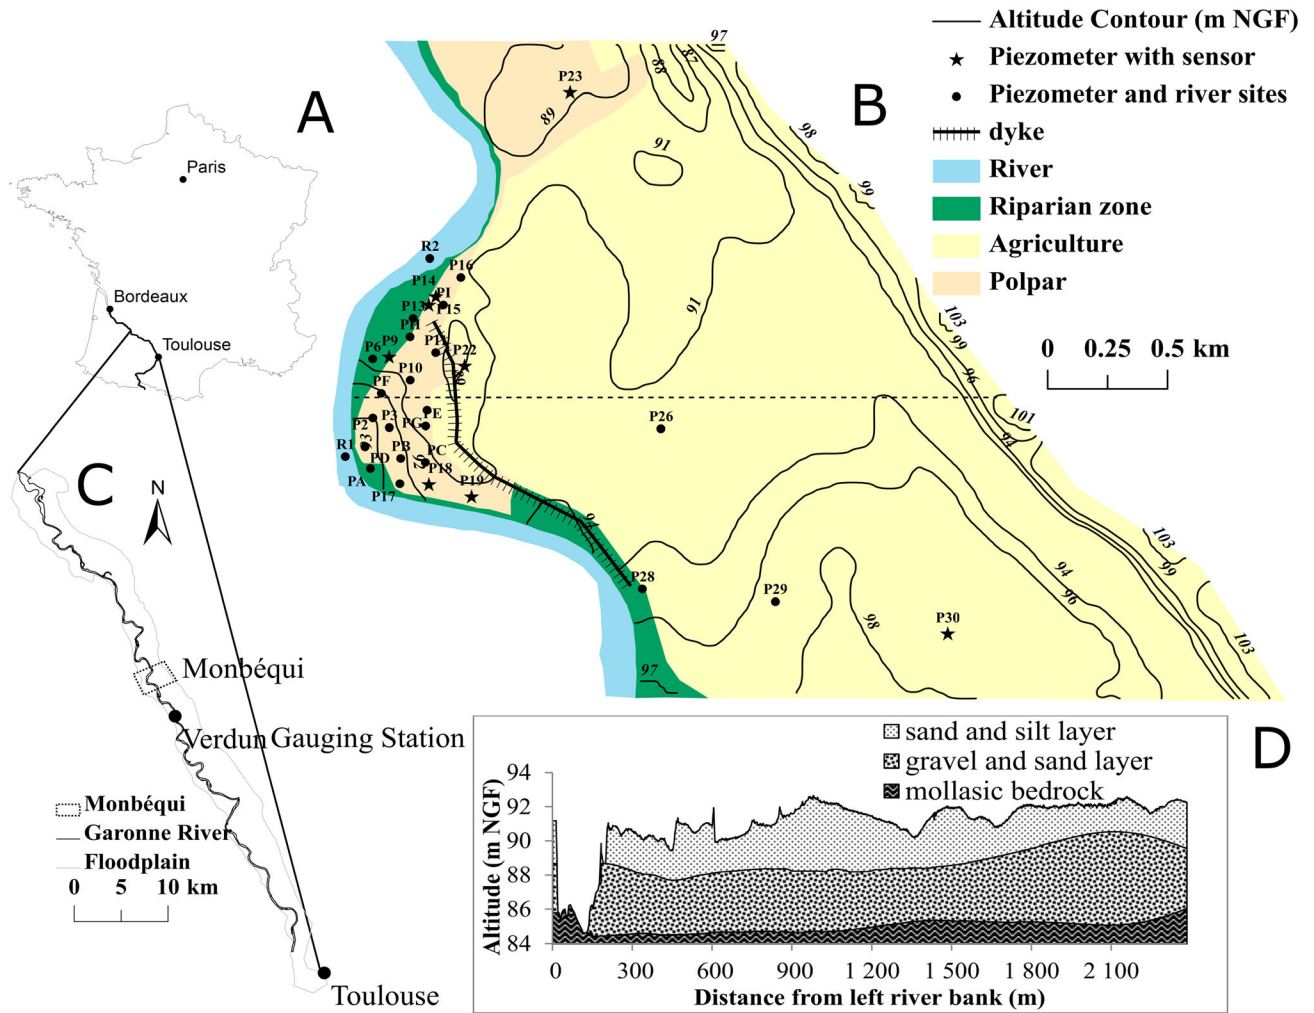 A
Paris
Bordeaux
Toulouse
B
Altitude Contour (m NGF)
Piezometer with sensor
Piezometer and river sites
dyke
River
Riparian zone
Agriculture
Polpar
0 0.25 0.5 km
97
P23
88
87
89
91
98
99
R2
P16
P14
PI
P13
P15
PH
91
103
99
P6
P9
P11
P22
96
P10
PF
101
PE
P2
P3
PG
P26
94
R1
PB
PC
PD
92
P18
PA
P17
P19
94
103
99
P28
P29
94
96
98
P30
103
97
C
N
Monbéqui
Verdun Gauging Station
Monbéqui
Garonne River
Floodplain
0 5 10 km
Toulouse
D
sand and silt layer
gravel and sand layer
mollasic bedrock
Altitude (m NGF)
94
92
90
88
86
84
0 300 600 900 1 200 1 500 1 800 2 100
Distance from left river bank (m)